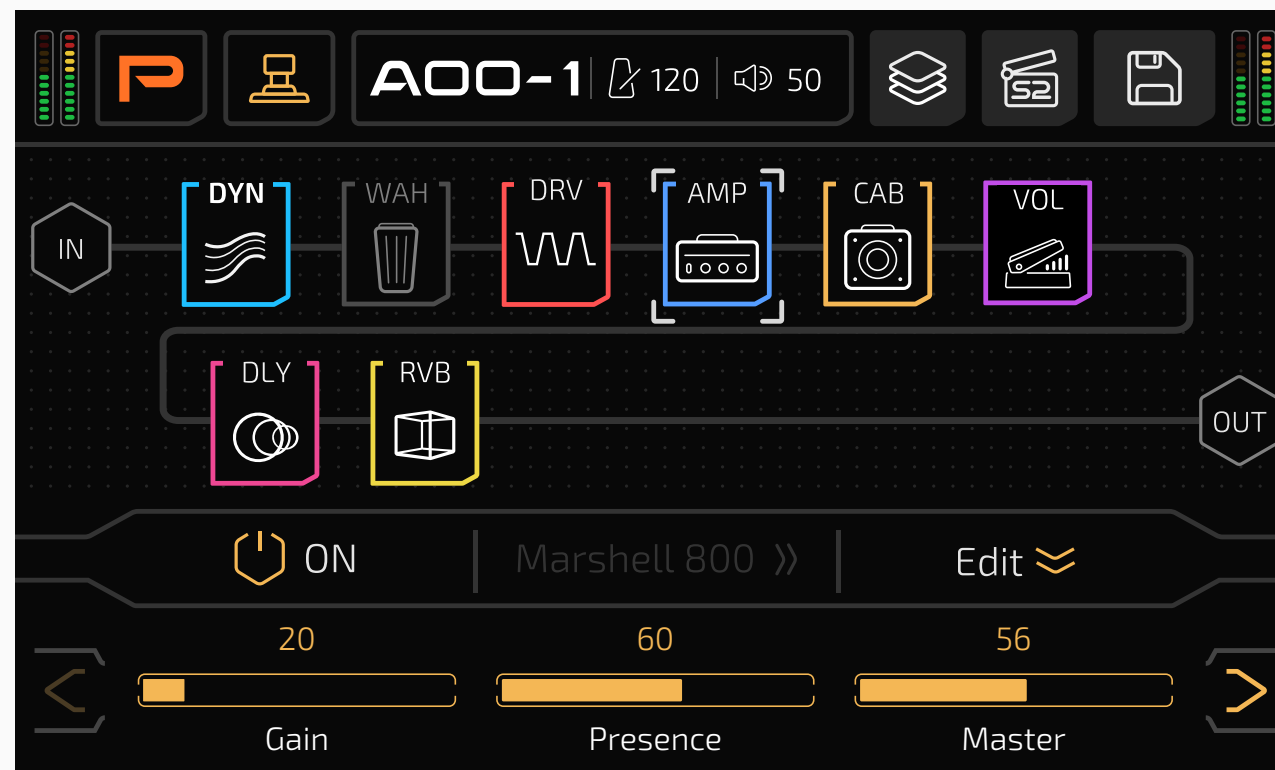 A00-1 120 50 S2
DYN WAH DRV AMP CAB VOL
IN
DLY RVB
OUT
ON Marshell 800 Edit
20 60 56
Gain Presence Master